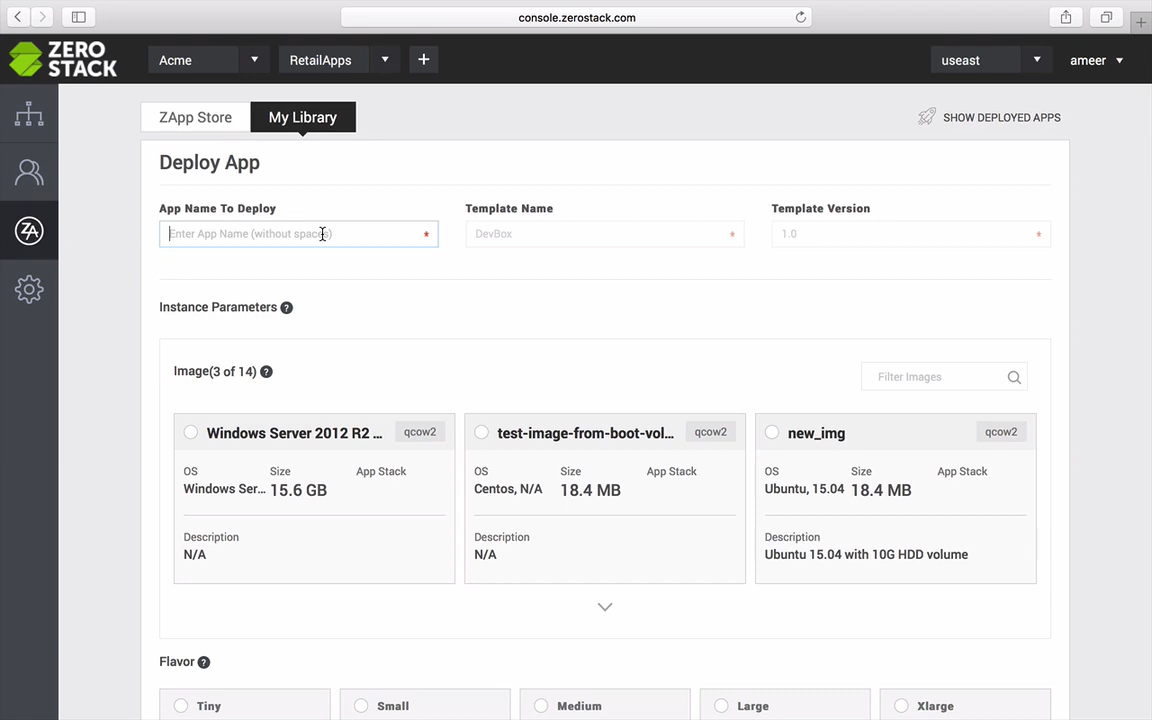 console.zerostack.com
ZERO STACK
Acme
RetailApps
useast
ameer
ZApp Store
My Library
SHOW DEPLOYED APPS
Deploy App
App Name To Deploy
Template Name
Template Version
Enter App Name (without spaces) *
DevBox *
1.0 *
Instance Parameters ?
Image(3 of 14) ?
Filter Images
Windows Server 2012 R2 ... qcow2
test-image-from-boot-vol... qcow2
new_img qcow2
OS Size App Stack
Windows Ser... 15.6 GB
OS Size App Stack
Centos, N/A 18.4 MB
OS Size App Stack
Ubuntu, 15.04 18.4 MB
Description
N/A
Description
N/A
Description
Ubuntu 15.04 with 10G HDD volume
Flavor ?
Tiny
Small
Medium
Large
Xlarge